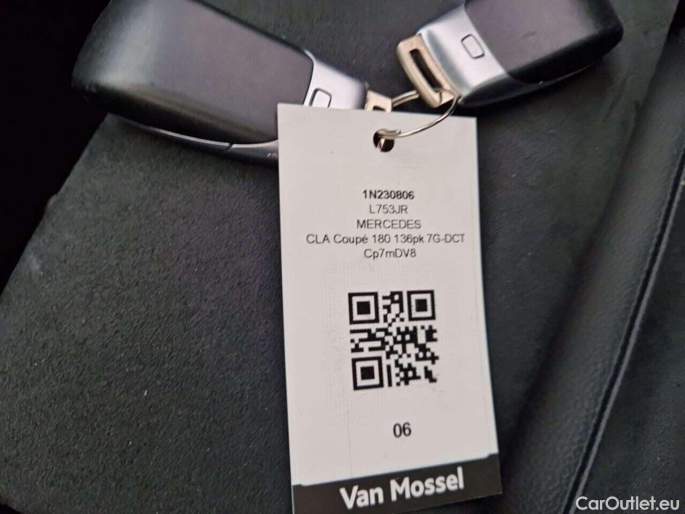 1N230806
L753JR
MERCEDES
CLA Coupé 180 136pk 7G-DCT
Cp7mDV8
06
Van Mossel
CarOutlet.eu